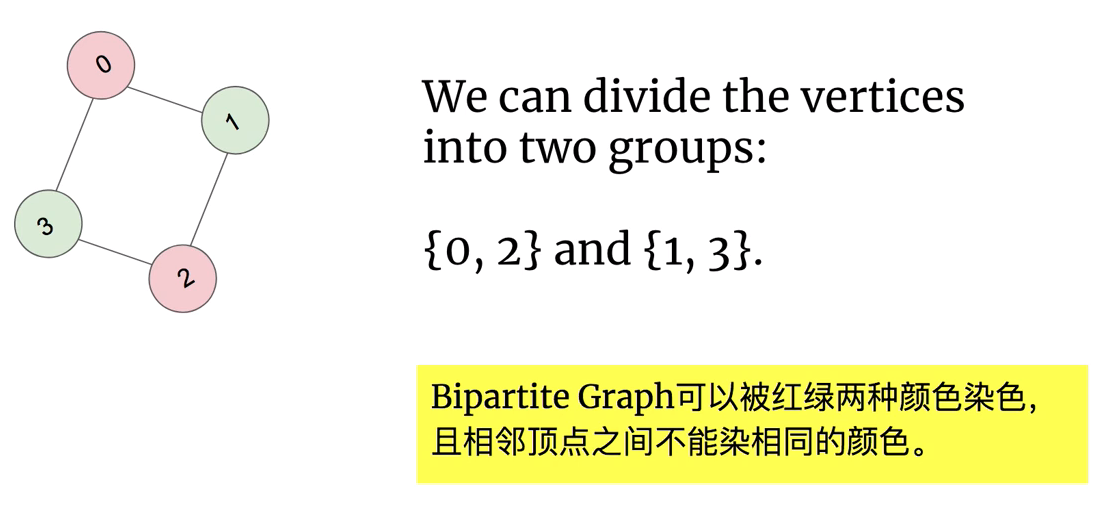 0
1
3
2
We can divide the vertices
into two groups:
{0, 2} and {1, 3}.
Bipartite Graph可以被红绿两种颜色染色,
且相邻顶点之间不能染相同的颜色。